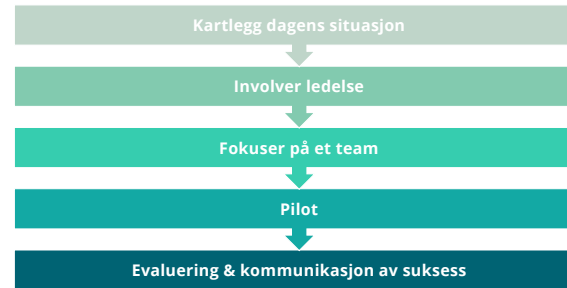 Kartlegg dagens situasjon
Involver ledelse
Fokuser på et team
Pilot
Evaluering & kommunikasjon av suksess